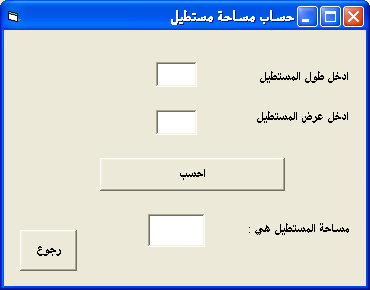 حساب مساحة مستطيل
ادخل طول المستطيل
ادخل عرض المستطيل
احسب
مساحة المستطيل هي :
رجوع